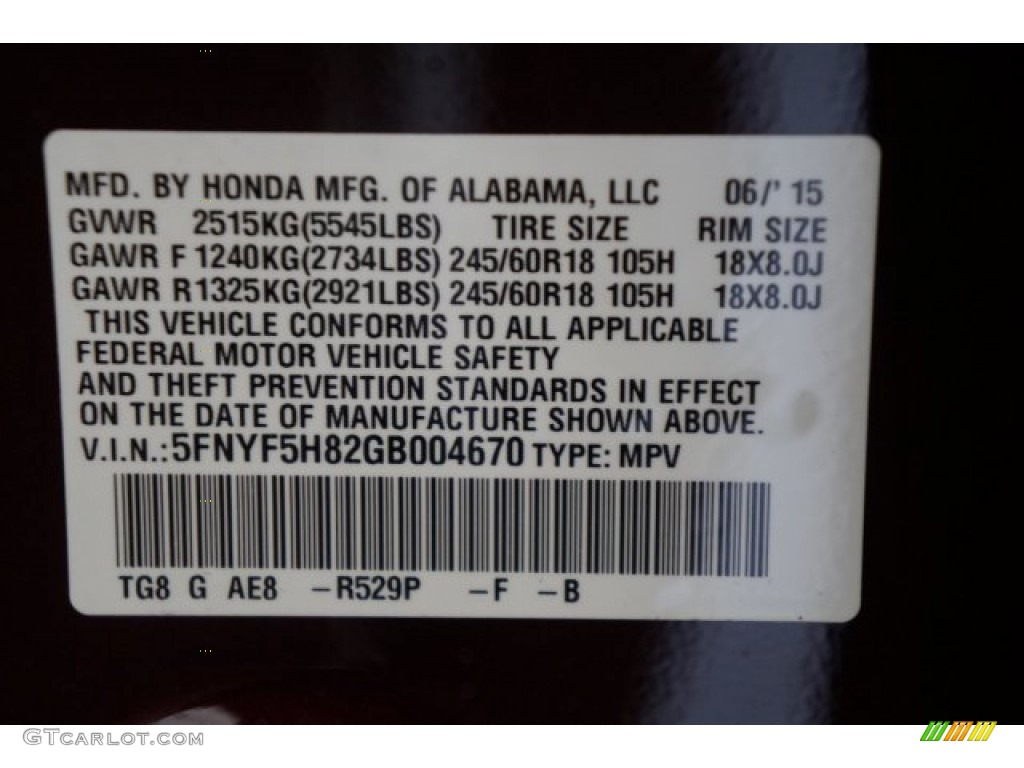 MFD. BY HONDA MFG. OF ALABAMA, LLC 06/' 15
GVWR 2515KG(5545LBS) TIRE SIZE RIM SIZE
GAWR F 1240KG(2734LBS) 245/60R18 105H 18X8.0J
GAWR R1325KG(2921LBS) 245/60R18 105H 18X8.0J
THIS VEHICLE CONFORMS TO ALL APPLICABLE
FEDERAL MOTOR VEHICLE SAFETY
AND THEFT PREVENTION STANDARDS IN EFFECT
ON THE DATE OF MANUFACTURE SHOWN ABOVE.
V.I.N.:5FNYF5H82GB004670 TYPE: MPV
TG8 G AE8 –R529P –F –B
GTCarLot.com